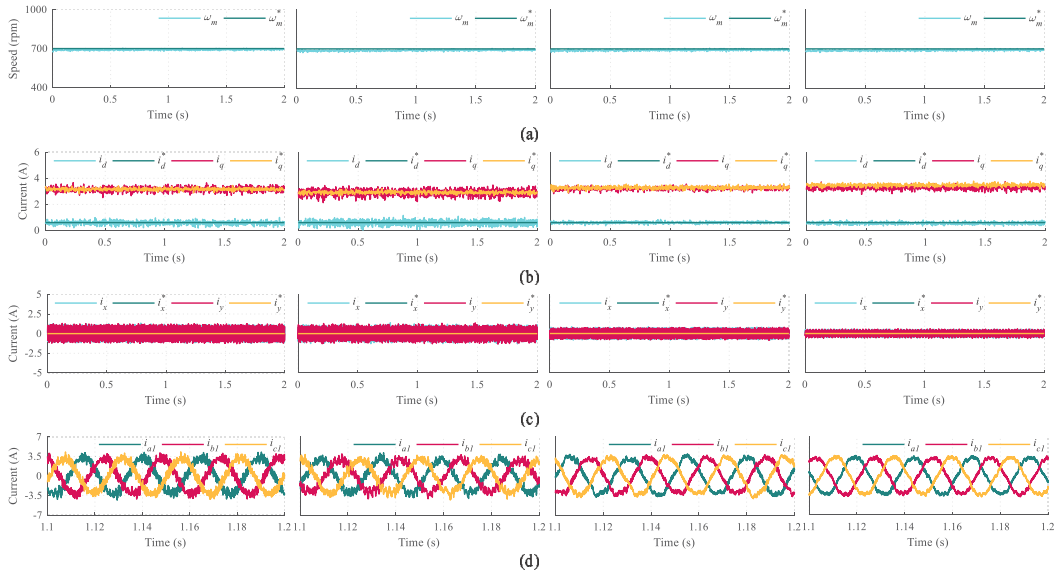 1000
700
400
Speed (rpm)
ω_m ω_m^* ω_m ω_m^* ω_m ω_m^* ω_m ω_m^*
0 0.5 1 1.5 2 0 0.5 1 1.5 2 0 0.5 1 1.5 2 0 0.5 1 1.5 2
Time (s) Time (s) Time (s) Time (s)
(a)
6
4
2
0
Current (A)
i_d i_d^* i_q i_q^* i_d i_d^* i_q i_q^* i_d i_d^* i_q i_q^* i_d i_d^* i_q i_q^*
0 0.5 1 1.5 2 0 0.5 1 1.5 2 0 0.5 1 1.5 2 0 0.5 1 1.5 2
Time (s) Time (s) Time (s) Time (s)
(b)
5
2.5
0
-2.5
-5
Current (A)
i_x i_x^* i_y i_y^* i_x i_x^* i_y i_y^* i_x i_x^* i_y i_y^* i_x i_x^* i_y i_y^*
0 0.5 1 1.5 2 0 0.5 1 1.5 2 0 0.5 1 1.5 2 0 0.5 1 1.5 2
Time (s) Time (s) Time (s) Time (s)
(c)
7
3.5
0
-3.5
-7
Current (A)
i_a1 i_b1 i_c1 i_a1 i_b1 i_c1 i_a1 i_b1 i_c1 i_a1 i_b1 i_c1
1.1 1.12 1.14 1.16 1.18 1.2 1.1 1.12 1.14 1.16 1.18 1.2 1.1 1.12 1.14 1.16 1.18 1.2 1.1 1.12 1.14 1.16 1.18 1.2
Time (s) Time (s) Time (s) Time (s)
(d)